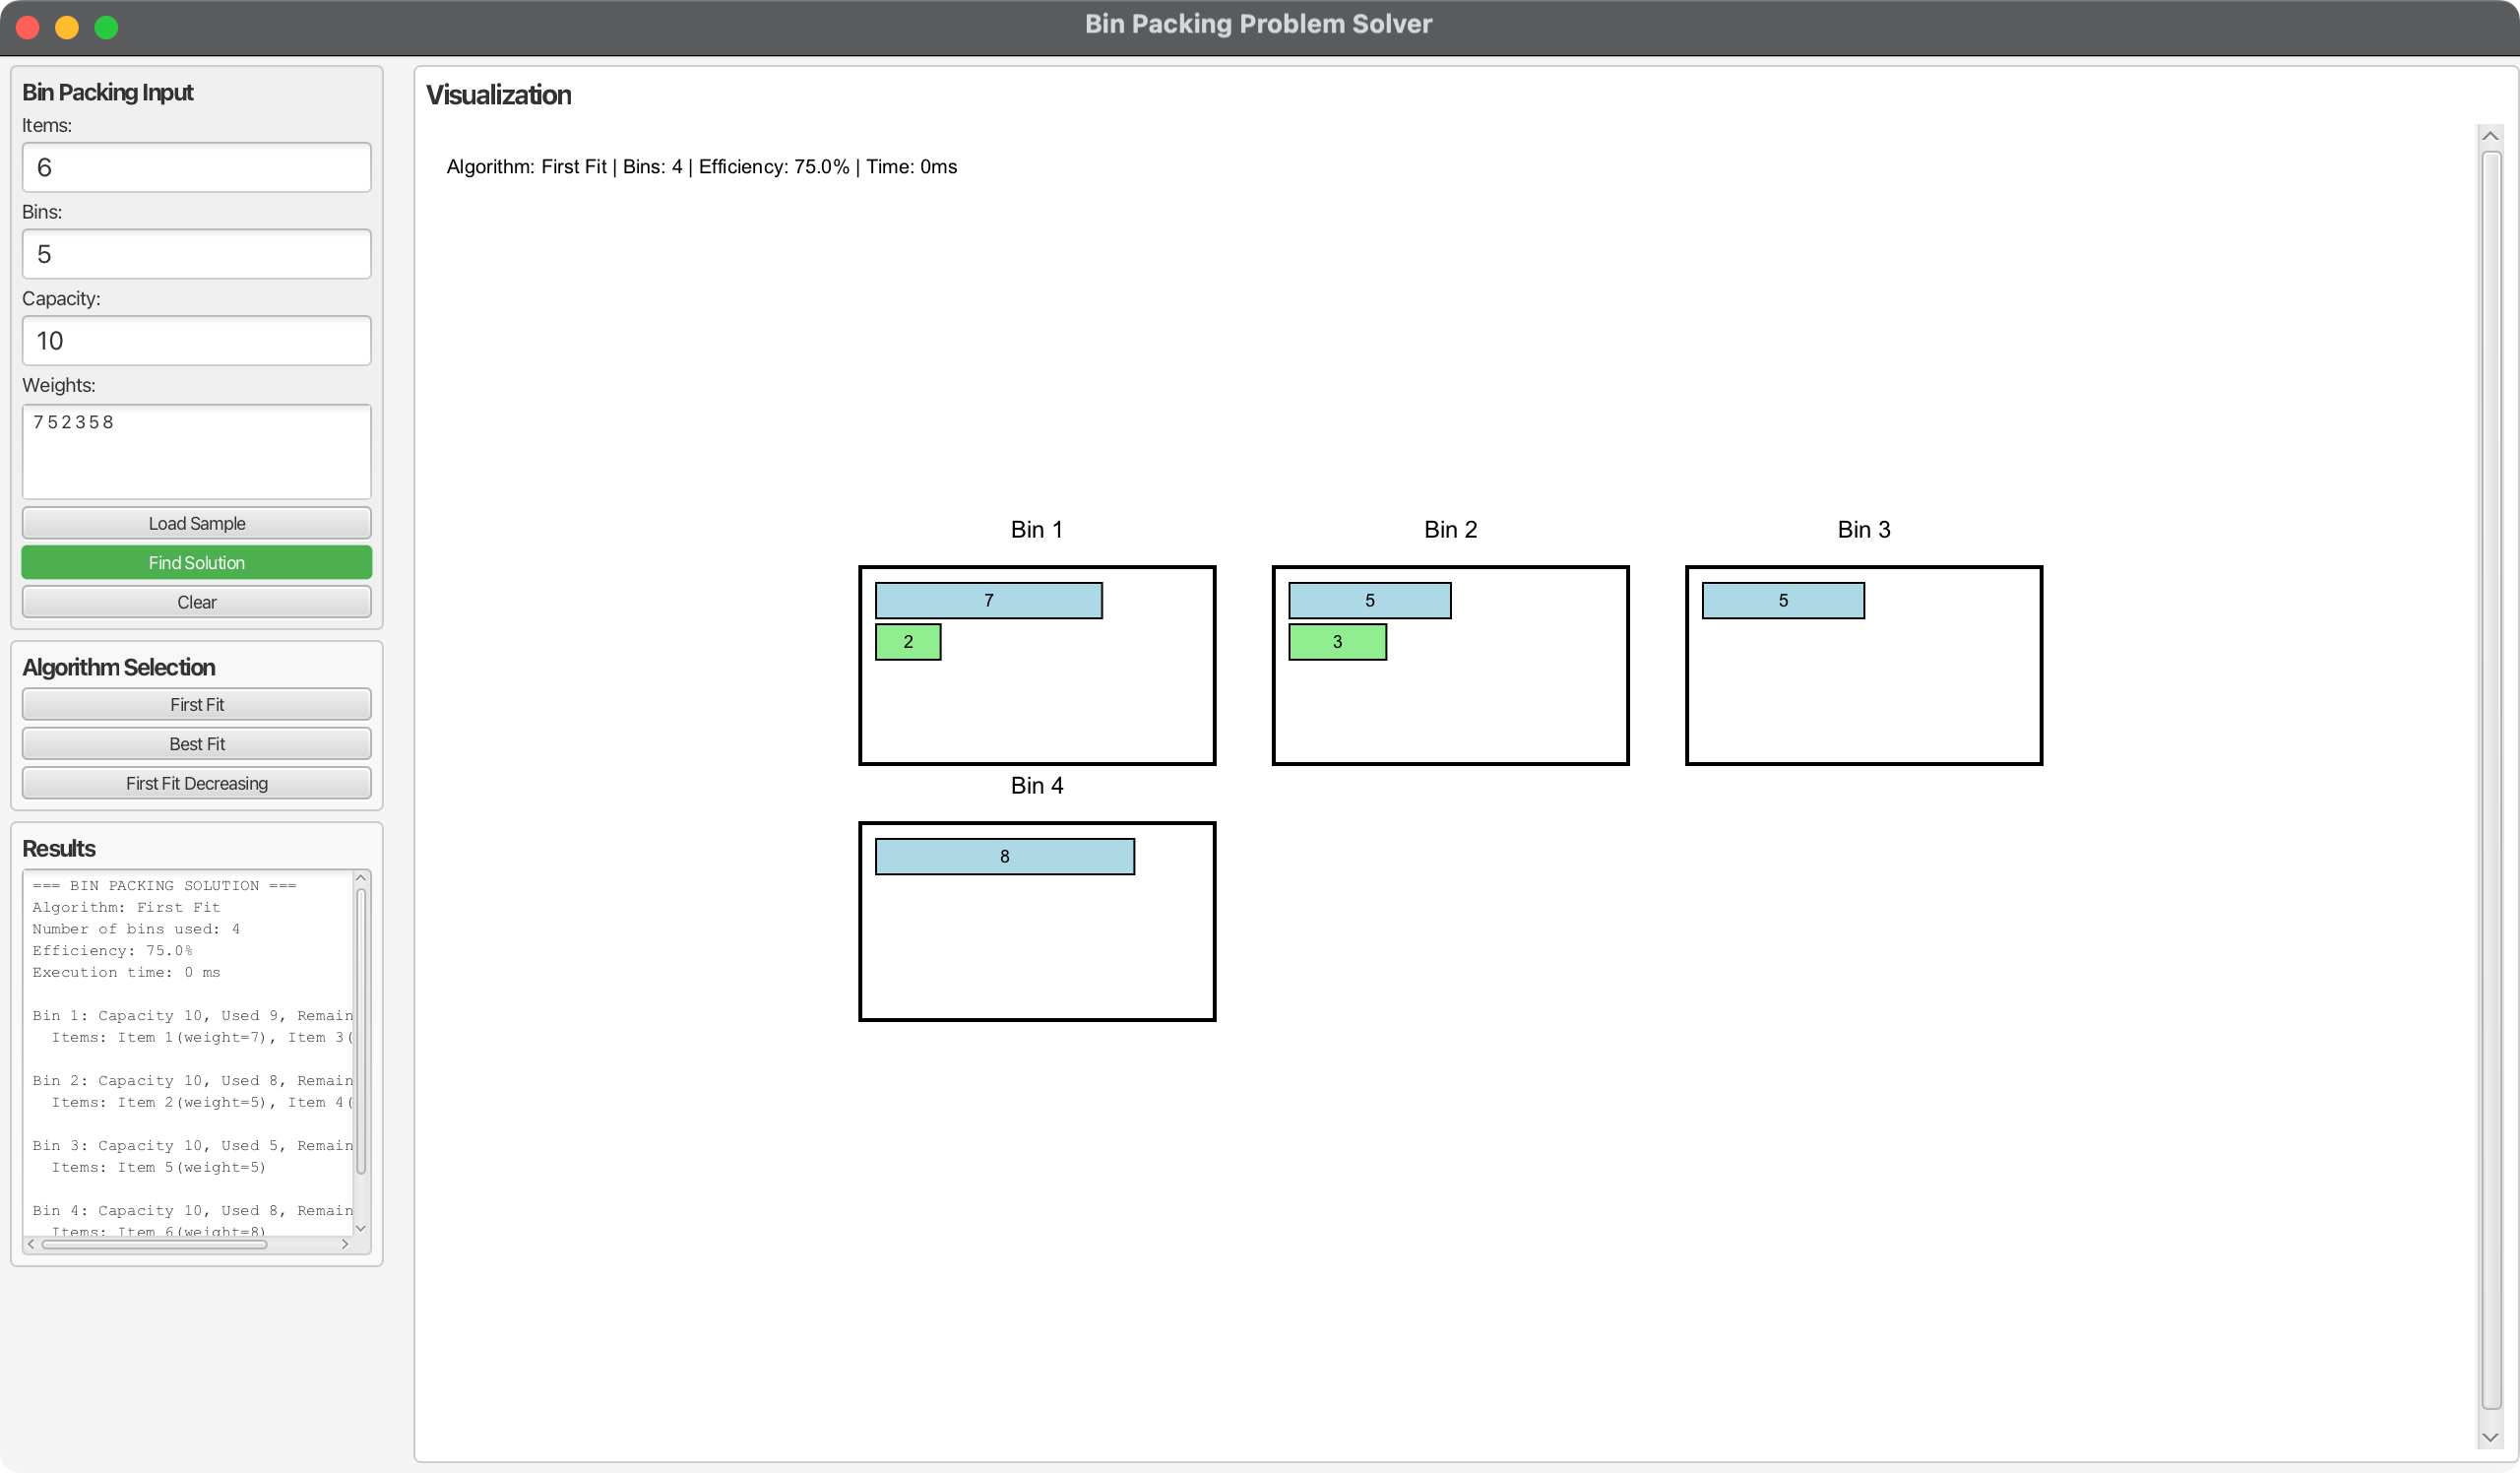 Bin Packing Problem Solver
Bin Packing Input
Items:
6
Bins:
5
Capacity:
10
Weights:
7 5 2 3 5 8
Load Sample
Find Solution
Clear
Algorithm Selection
First Fit
Best Fit
First Fit Decreasing
Results
=== BIN PACKING SOLUTION ===
Algorithm: First Fit
Number of bins used: 4
Efficiency: 75.0%
Execution time: 0 ms
Bin 1: Capacity 10, Used 9, Remain
Items: Item 1(weight=7), Item 3(
Bin 2: Capacity 10, Used 8, Remain
Items: Item 2(weight=5), Item 4(
Bin 3: Capacity 10, Used 5, Remain
Items: Item 5(weight=5)
Bin 4: Capacity 10, Used 8, Remain
Items: Item 6(weight=8)
Visualization
Algorithm: First Fit | Bins: 4 | Efficiency: 75.0% | Time: 0ms
Bin 1
7
2
Bin 2
5
3
Bin 3
5
Bin 4
8